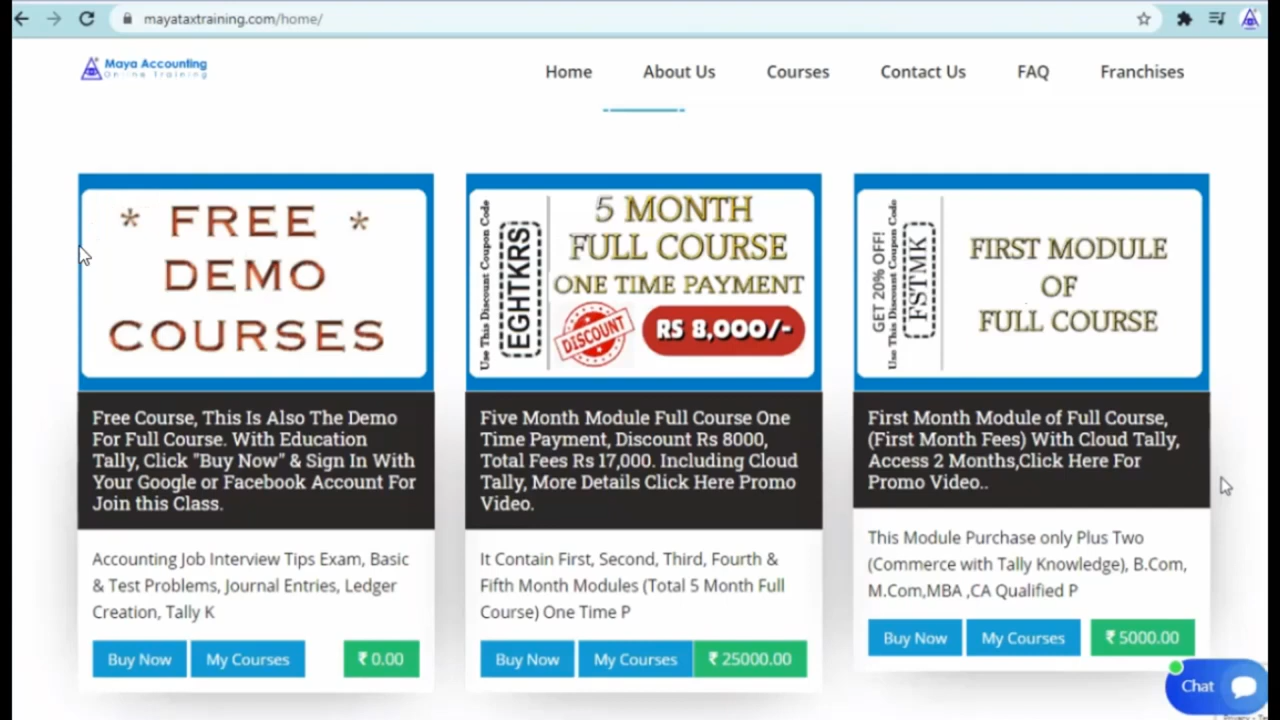 mayataxtraining.com/home/
Maya Accounting
Online Training
Home About Us Courses Contact Us FAQ Franchises
* FREE *
DEMO
COURSES
Free Course, This Is Also The Demo
For Full Course. With Education
Tally, Click "Buy Now" & Sign In With
Your Google or Facebook Account For
Join this Class.
Accounting Job Interview Tips Exam, Basic
& Test Problems, Journal Entries, Ledger
Creation, Tally K
Buy Now My Courses ₹ 0.00
Use This Discount Coupon Code
EGHTKRS
5 MONTH
FULL COURSE
ONE TIME PAYMENT
DISCOUNT
RS 8,000/-
Five Month Module Full Course One
Time Payment, Discount Rs 8000,
Total Fees Rs 17,000. Including Cloud
Tally, More Details Click Here Promo
Video.
It Contain First, Second, Third, Fourth &
Fifth Month Modules (Total 5 Month Full
Course) One Time P
Buy Now My Courses ₹ 25000.00
GET 20% OFF!
Use This Discount Coupon Code
FSTMK
FIRST MODULE
OF
FULL COURSE
First Month Module of Full Course,
(First Month Fees) With Cloud Tally,
Access 2 Months,Click Here For
Promo Video..
This Module Purchase only Plus Two
(Commerce with Tally Knowledge), B.Com,
M.Com,MBA ,CA Qualified P
Buy Now My Courses ₹ 5000.00
Chat